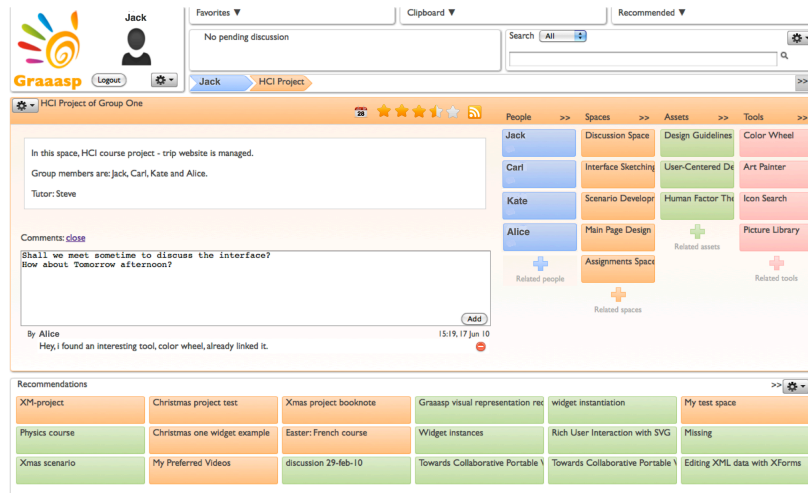 Jack
Graaasp
Logout
Favorites ▼
Clipboard ▼
Recommended ▼
No pending discussion
Search
All
Jack
HCI Project
>>
HCI Project of Group One
28
In this space, HCI course project - trip website is managed.
Group members are: Jack, Carl, Kate and Alice.
Tutor: Steve
Comments: close
Shall we meet sometime to discuss the interface?
How about Tomorrow afternoon?
Add
By Alice
15:19, 17 Jun 10
Hey, i found an interesting tool, color wheel, already linked it.
People >>
Jack
Carl
Kate
Alice
Related people
Spaces >>
Discussion Space
Interface Sketching
Scenario Developr
Main Page Design
Assignments Space
Related spaces
Assets >>
Design Guidelines
User-Centered De
Human Factor The
Related assets
Tools >>
Color Wheel
Art Painter
Icon Search
Picture Library
Related tools
Recommendations
>>
XM-project
Christmas project test
Xmas project booknote
Graaasp visual representation rec
widget instantiation
My test space
Physics course
Christmas one widget example
Easter: French course
Widget instances
Rich User Interaction with SVG
Missing
Xmas scenario
My Preferred Videos
discussion 29-feb-10
Towards Collaborative Portable
Towards Collaborative Portable
Editing XML data with XForms